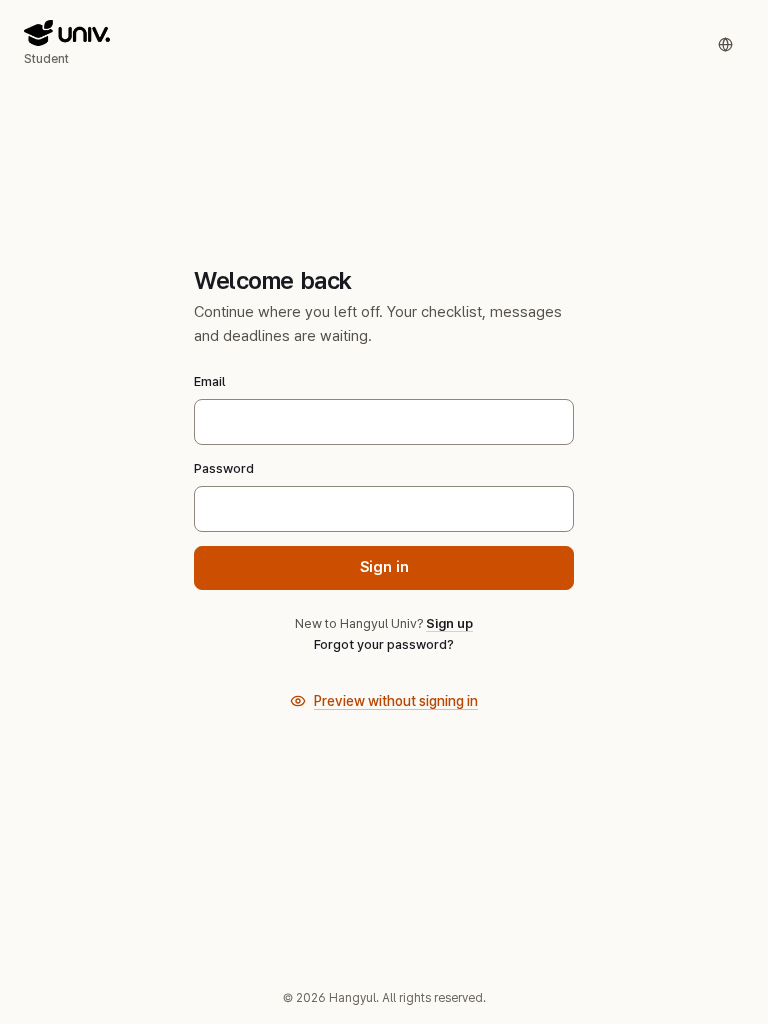 UNIV.
Student
Welcome back
Continue where you left off. Your checklist, messages
and deadlines are waiting.
Email
Password
Sign in
New to Hangyul Univ? Sign up
Forgot your password?
Preview without signing in
© 2026 Hangyul. All rights reserved.